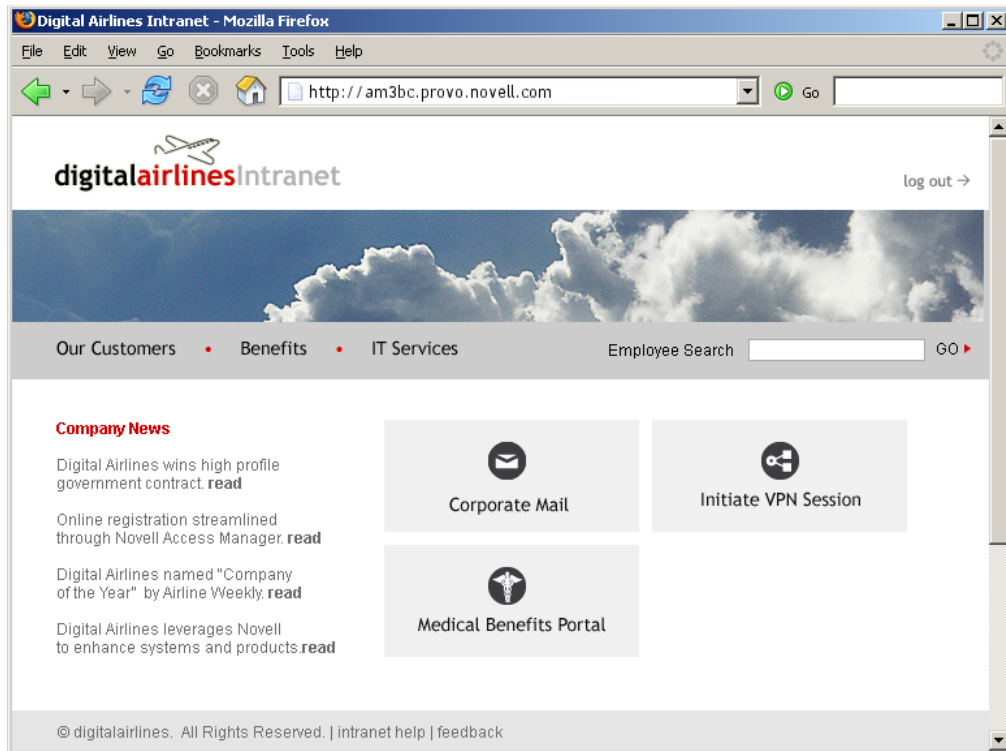 Digital Airlines Intranet - Mozilla Firefox
File Edit View Go Bookmarks Tools Help
http://am3bc.provo.novell.com Go
digitalairlinesIntranet
log out →
Our Customers • Benefits • IT Services Employee Search GO
Company News
Digital Airlines wins high profile
government contract. read
Online registration streamlined
through Novell Access Manager. read
Digital Airlines named "Company
of the Year" by Airline Weekly. read
Digital Airlines leverages Novell
to enhance systems and products.read
Corporate Mail
Initiate VPN Session
Medical Benefits Portal
© digitalairlines. All Rights Reserved. | intranet help | feedback